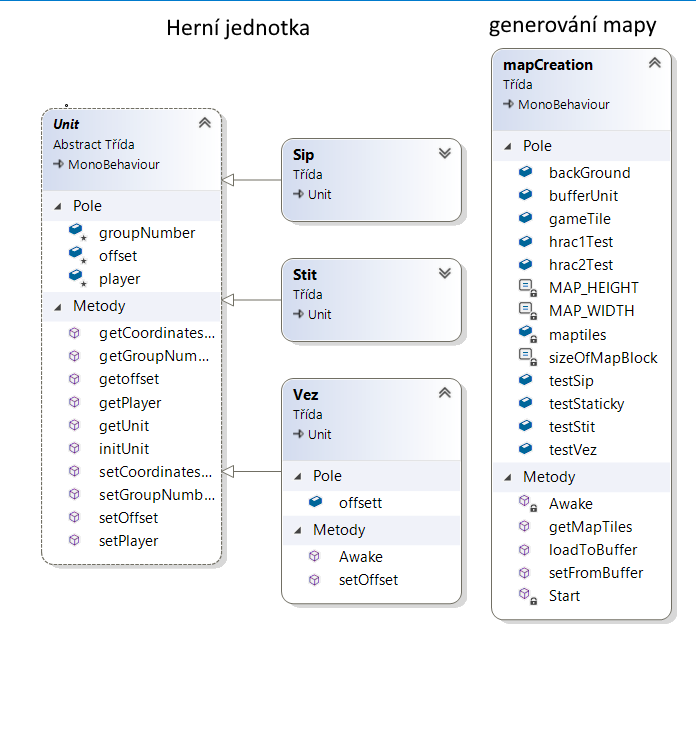 Herní jednotka
Unit
Abstract Třída
MonoBehaviour
Pole
groupNumber
offset
player
Metody
getCoordinates...
getGroupNum...
getoffset
getPlayer
getUnit
initUnit
setCoordinates...
setGroupNumb...
setOffset
setPlayer
Sip
Třída
Unit
Stit
Třída
Unit
Vez
Třída
Unit
Pole
offsett
Metody
Awake
setOffset
generování mapy
mapCreation
Třída
MonoBehaviour
Pole
backGround
bufferUnit
gameTile
hrac1Test
hrac2Test
MAP_HEIGHT
MAP_WIDTH
maptiles
sizeOfMapBlock
testSip
testStaticky
testStit
testVez
Metody
Awake
getMapTiles
loadToBuffer
setFromBuffer
Start